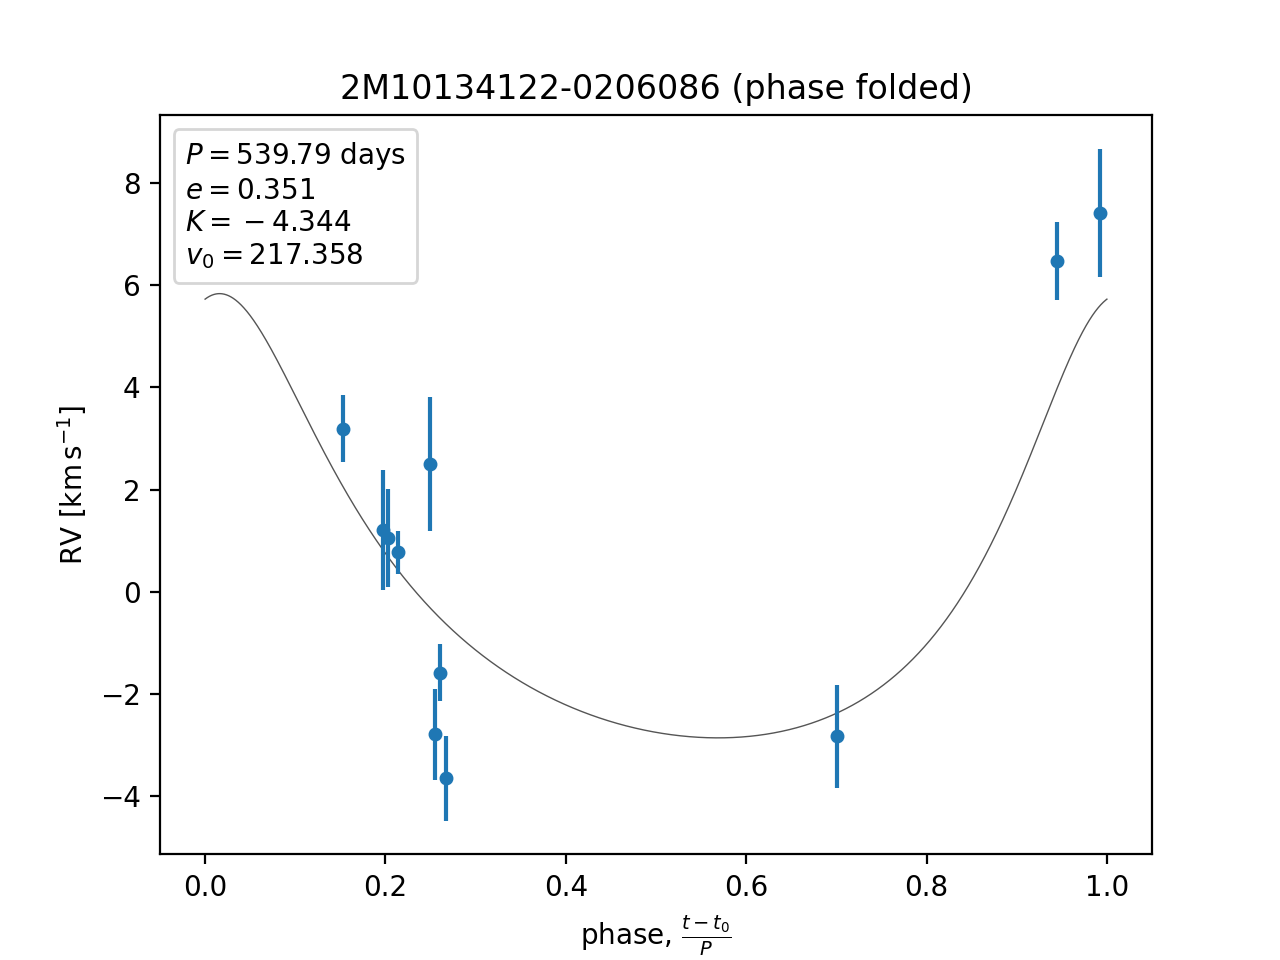 2M10134122-0206086 (phase folded)
P = 539.79 days
e = 0.351
K = −4.344
v₀ = 217.358
8
6
4
2
0
−2
−4
RV [km s⁻¹]
0.0 0.2 0.4 0.6 0.8 1.0
phase, (t − t₀)/P